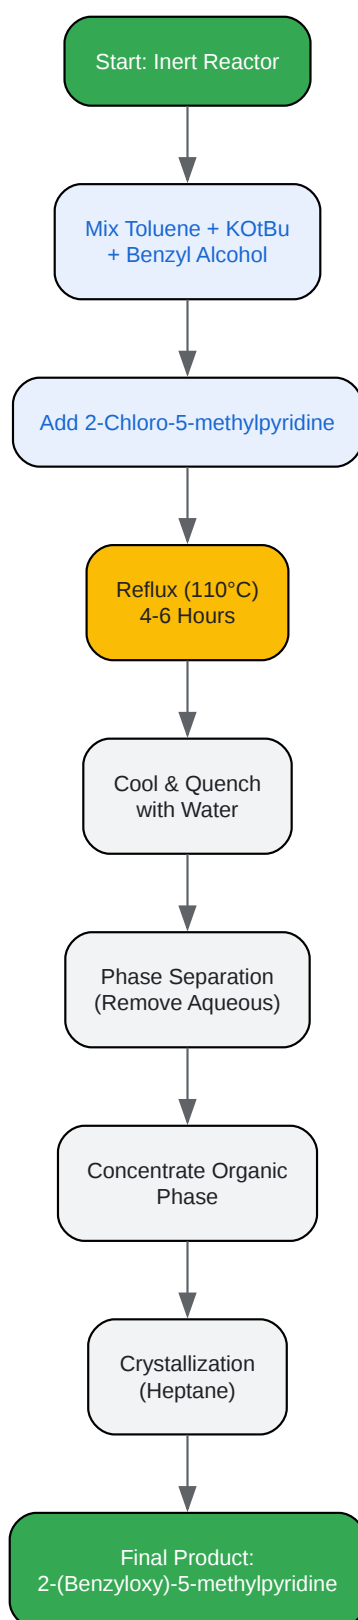 Start: Inert Reactor
Mix Toluene + KOtBu
+ Benzyl Alcohol
Add 2-Chloro-5-methylpyridine
Reflux (110°C)
4-6 Hours
Cool & Quench
with Water
Phase Separation
(Remove Aqueous)
Concentrate Organic
Phase
Crystallization
(Heptane)
Final Product:
2-(Benzyloxy)-5-methylpyridine